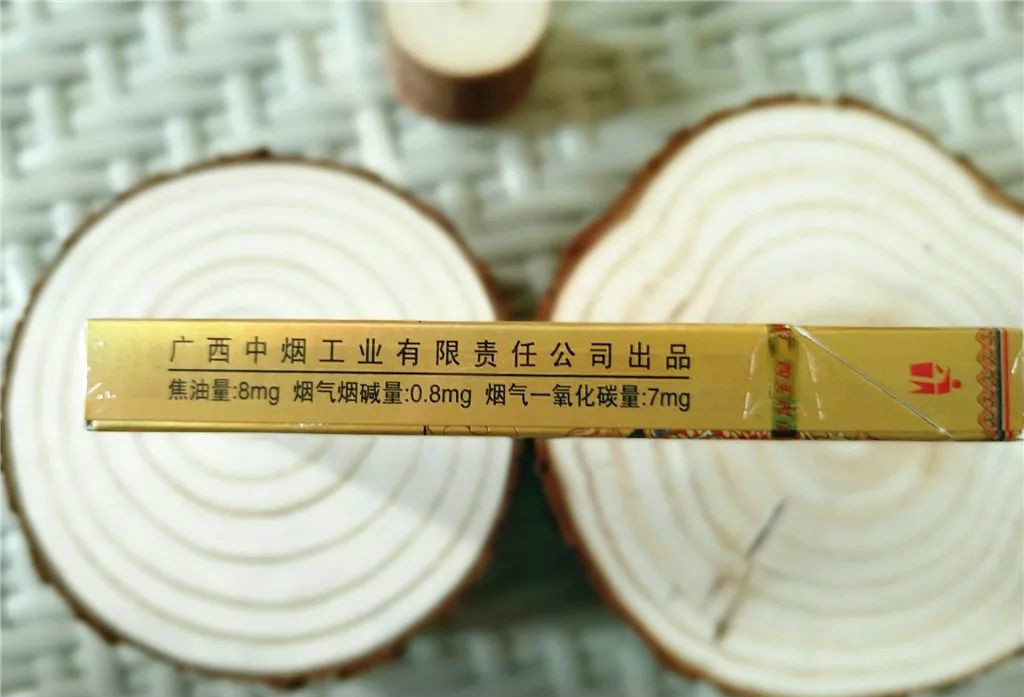 广西中烟工业有限责任公司出品
焦油量:8mg 烟气烟碱量:0.8mg 烟气一氧化碳量:7mg